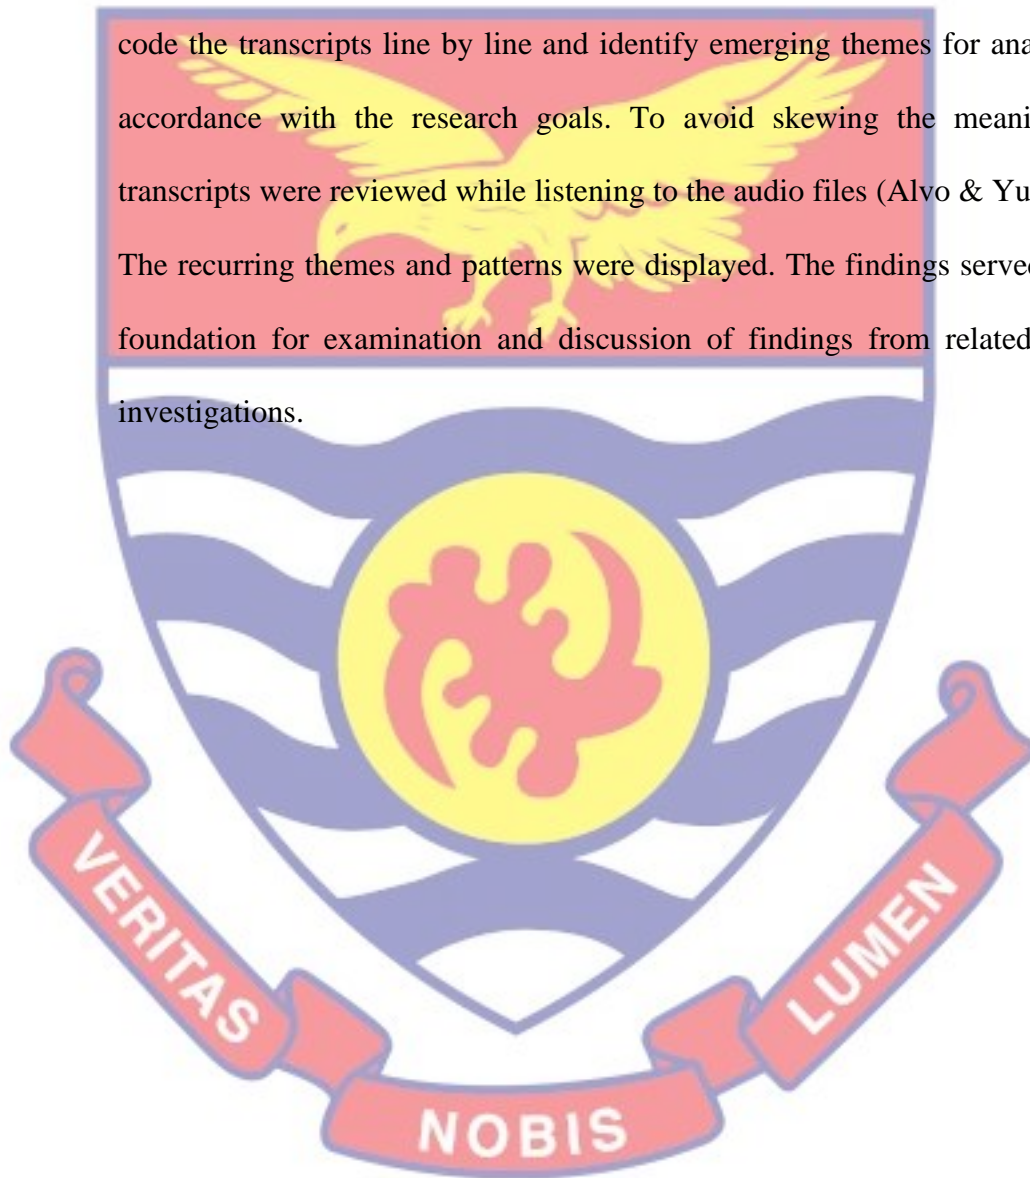 code the transcripts line by line and identify emerging themes for ana
accordance with the research goals. To avoid skewing the meani
transcripts were reviewed while listening to the audio files (Alvo & Yu
The recurring themes and patterns were displayed. The findings served
foundation for examination and discussion of findings from related
investigations.
VERITAS
NOBIS
LUMEN